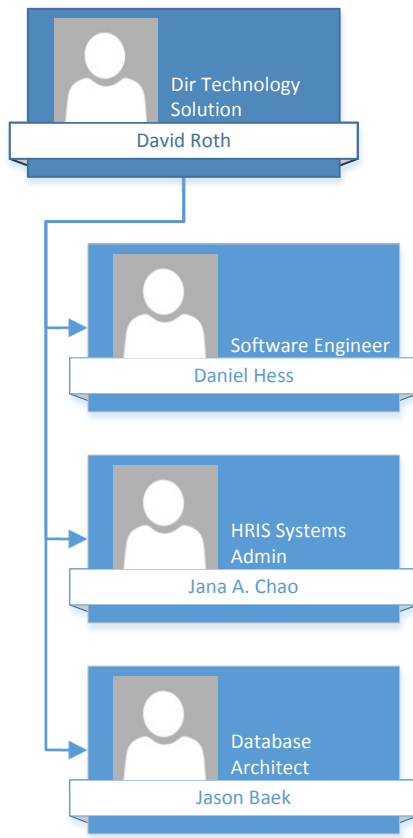 Dir Technology
Solution
David Roth
Software Engineer
Daniel Hess
HRIS Systems
Admin
Jana A. Chao
Database
Architect
Jason Baek